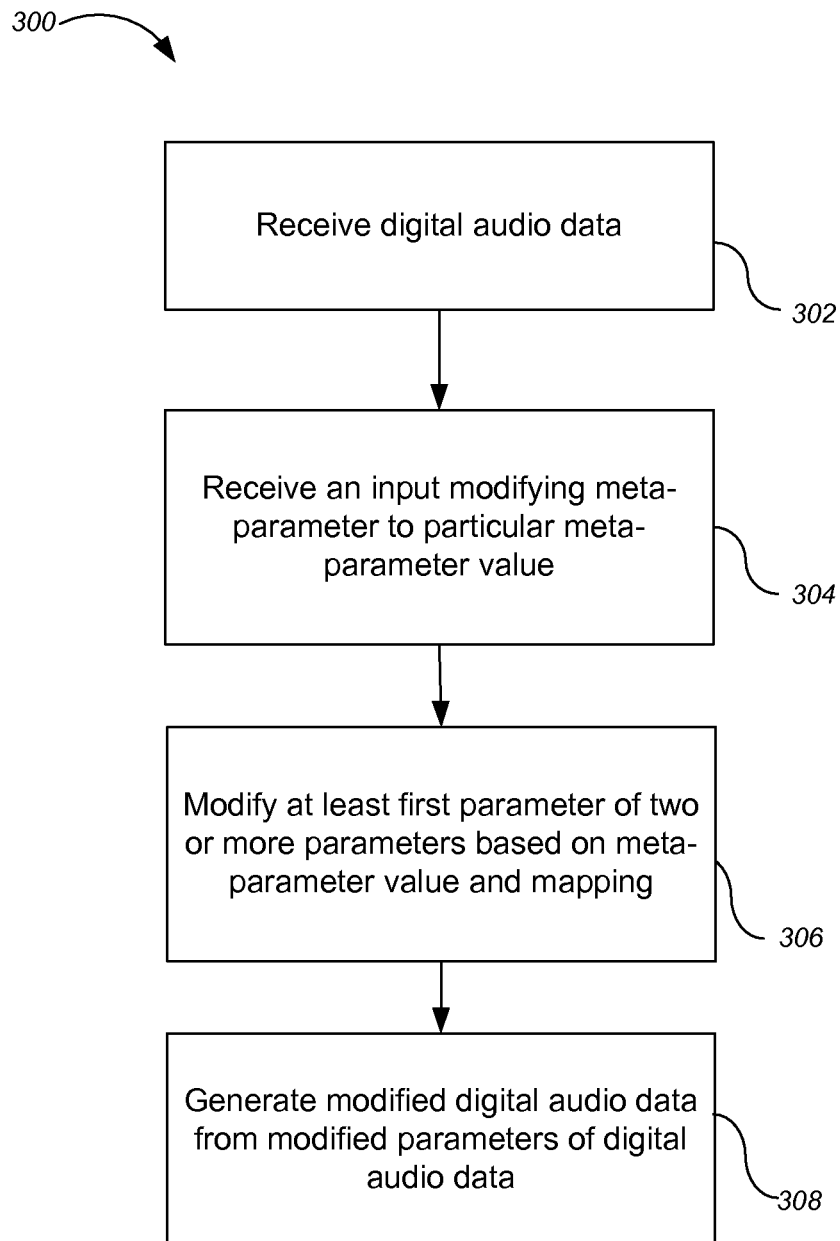 300
Receive digital audio data
302
Receive an input modifying meta-
parameter to particular meta-
parameter value
304
Modify at least first parameter of two
or more parameters based on meta-
parameter value and mapping
306
Generate modified digital audio data
from modified parameters of digital
audio data
308